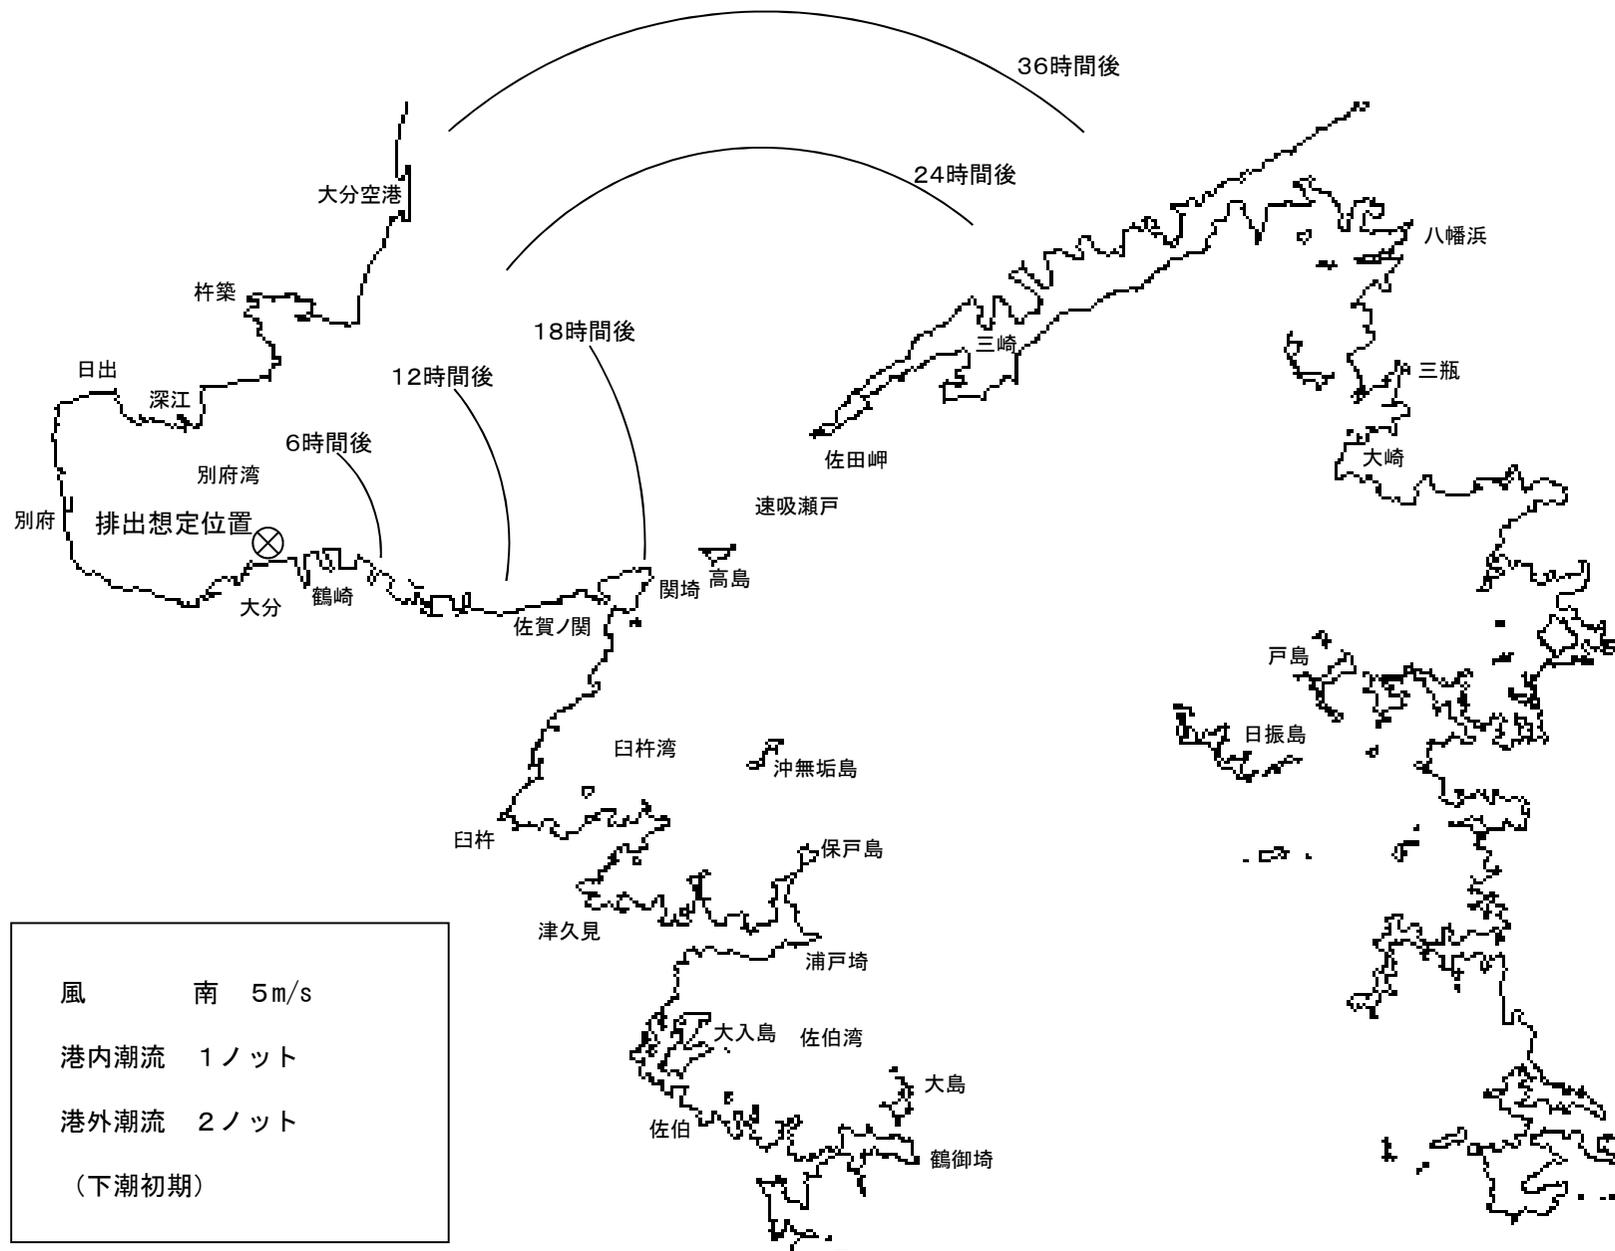 36時間後
24時間後
大分空港
八幡浜
杵築
18時間後
三崎
日出
12時間後
三瓶
深江
6時間後
佐田岬
大崎
別府湾
速吸瀬戸
別府
排出想定位置
高島
関埼
鶴崎
大分
佐賀ノ関
戸島
日振島
臼杵湾
沖無垢島
臼杵
保戸島
津久見
浦戸埼
風 南 5m/s
大入島
佐伯湾
港内潮流 1ノット
大島
港外潮流 2ノット
佐伯
鶴御埼
(下潮初期)